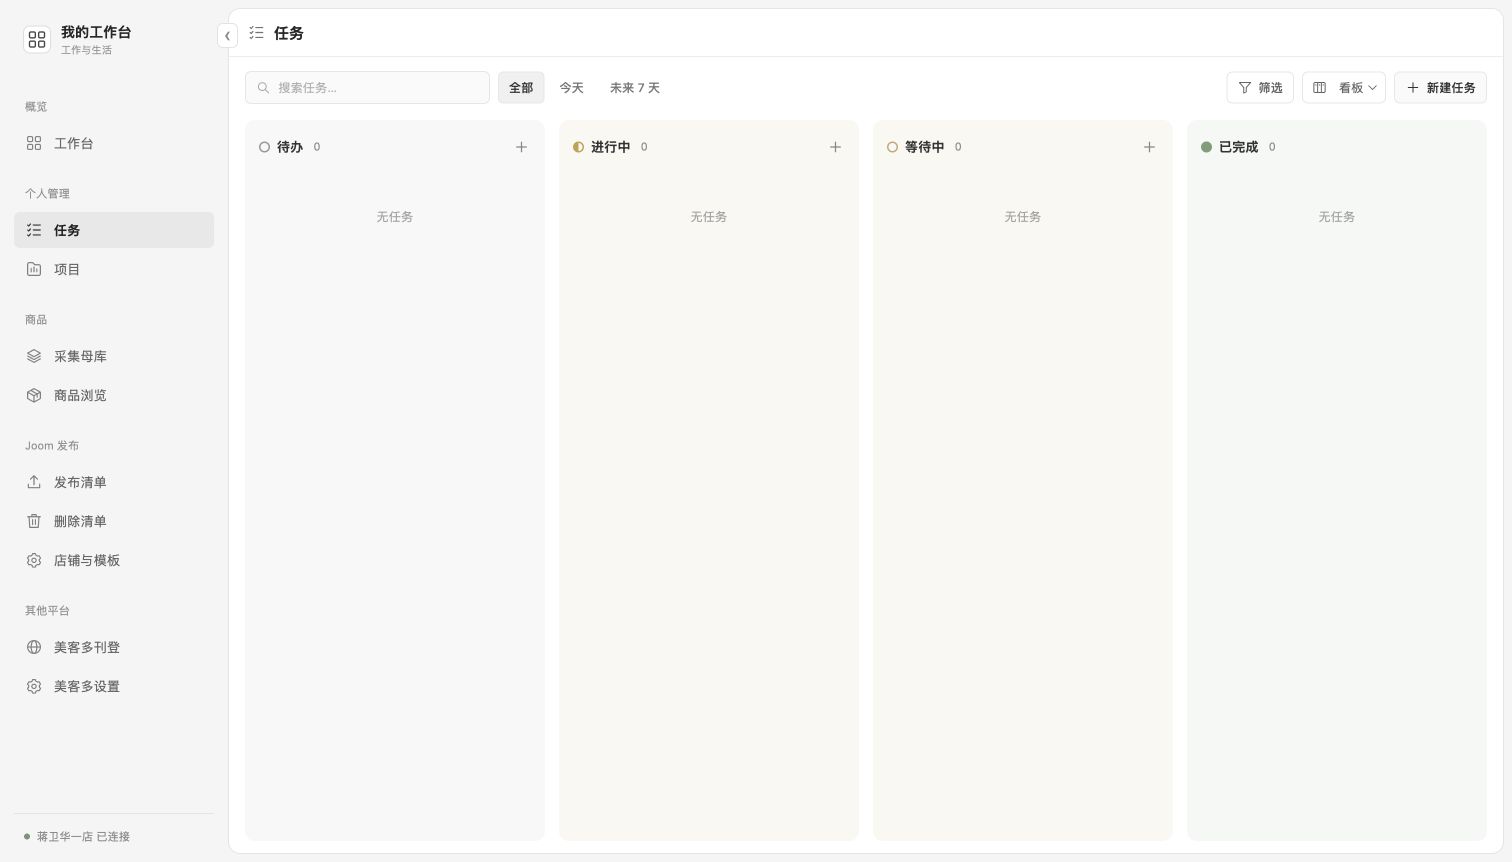 我的工作台
工作与生活
概览
工作台
个人管理
任务
项目
商品
采集母库
商品浏览
Joom 发布
发布清单
删除清单
店铺与模板
其他平台
美客多刊登
美客多设置
蒋卫华一店 已连接
任务
搜索任务...
全部
今天
未来 7 天
筛选
看板
新建任务
待办 0
无任务
进行中 0
无任务
等待中 0
无任务
已完成 0
无任务